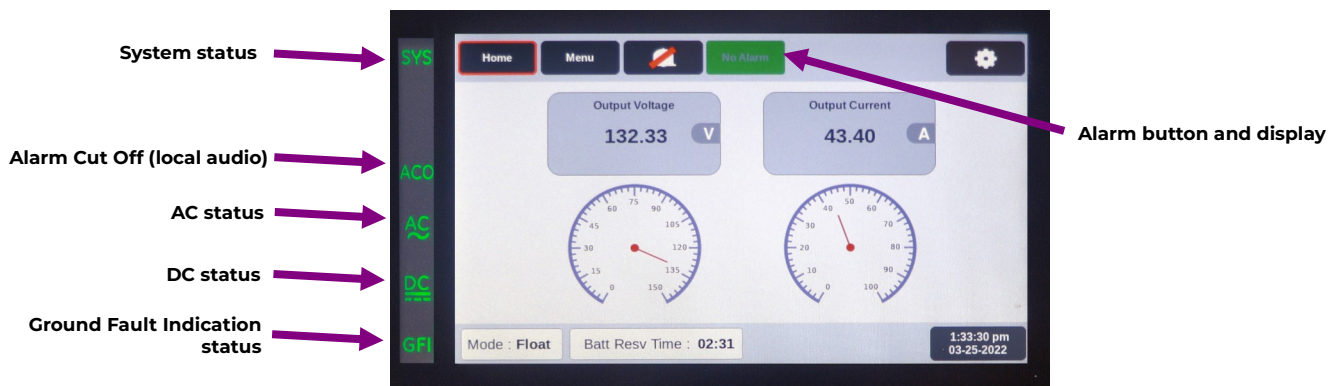 System status
Alarm Cut Off (local audio)
AC status
DC status
Ground Fault Indication
status
SYS
ACO
AC
DC
GFI
Home
Menu
No Alarm
Output Voltage
132.33 V
Output Current
43.40 A
0
15
30
45
60
75
90
105
120
135
150
0
10
20
30
40
50
60
70
80
90
100
Mode : Float
Batt Resv Time : 02:31
1:33:30 pm
03-25-2022
Alarm button and display